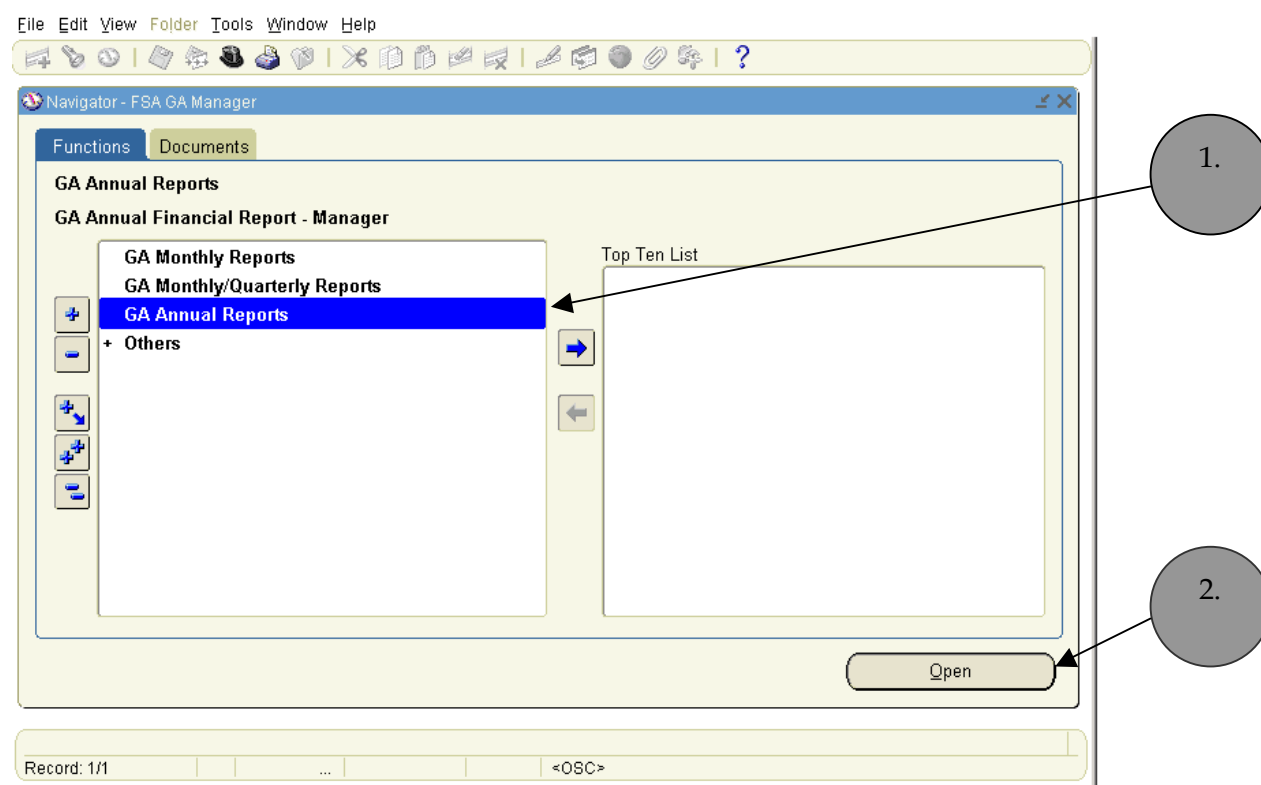 File Edit View Folder Tools Window Help
Navigator - FSA GA Manager
Functions Documents
GA Annual Reports
GA Annual Financial Report - Manager
GA Monthly Reports
GA Monthly/Quarterly Reports
GA Annual Reports
+ Others
Top Ten List
1.
2.
Open
Record: 1/1 ... <OSC>